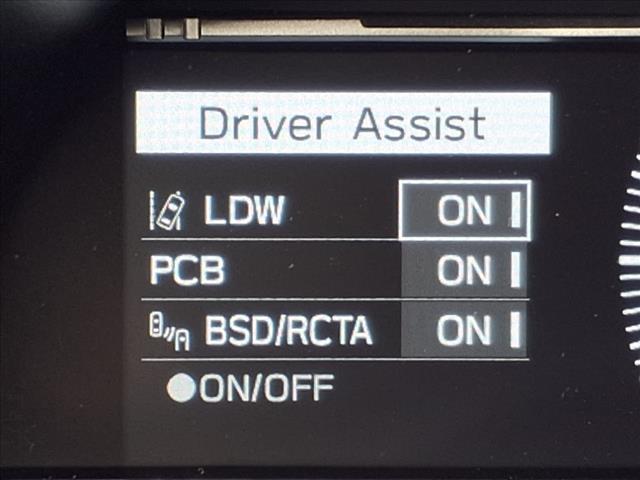 Driver Assist
LDW ON
PCB ON
BSD/RCTA ON
ON/OFF